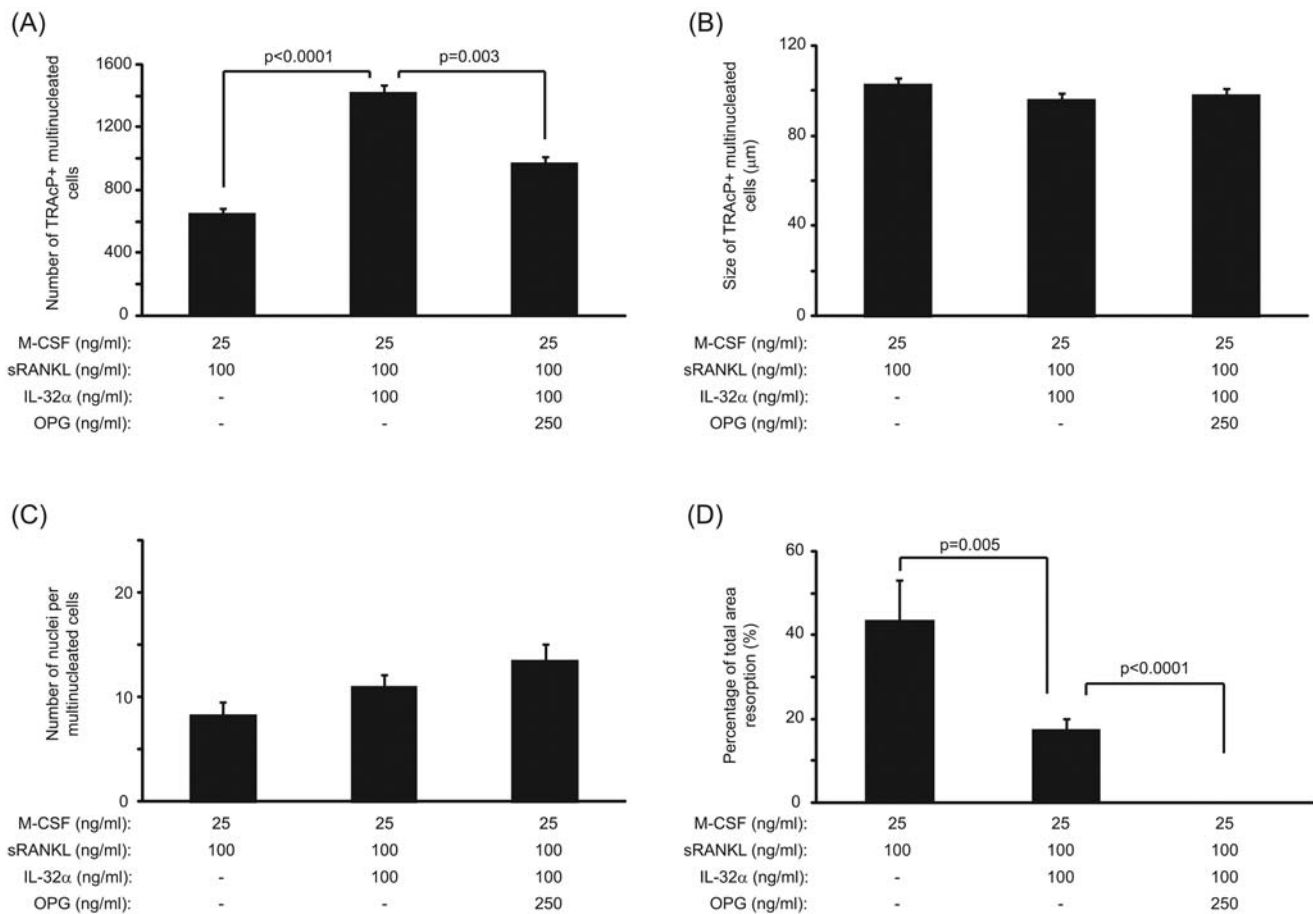 (A)
p<0.0001
p=0.003
Number of TRAcP+ multinucleated
cells
1600
1200
800
400
0
M-CSF (ng/ml): 25 25 25
sRANKL (ng/ml): 100 100 100
IL-32α (ng/ml): - 100 100
OPG (ng/ml): - - 250
(B)
Size of TRAcP+ multinucleated
cells (μm)
120
80
40
0
M-CSF (ng/ml): 25 25 25
sRANKL (ng/ml): 100 100 100
IL-32α (ng/ml): - 100 100
OPG (ng/ml): - - 250
(C)
Number of nuclei per
multinucleated cells
20
10
0
M-CSF (ng/ml): 25 25 25
sRANKL (ng/ml): 100 100 100
IL-32α (ng/ml): - 100 100
OPG (ng/ml): - - 250
(D)
p=0.005
p<0.0001
Percentage of total area
resorption (%)
60
40
20
0
M-CSF (ng/ml): 25 25 25
sRANKL (ng/ml): 100 100 100
IL-32α (ng/ml): - 100 100
OPG (ng/ml): - - 250